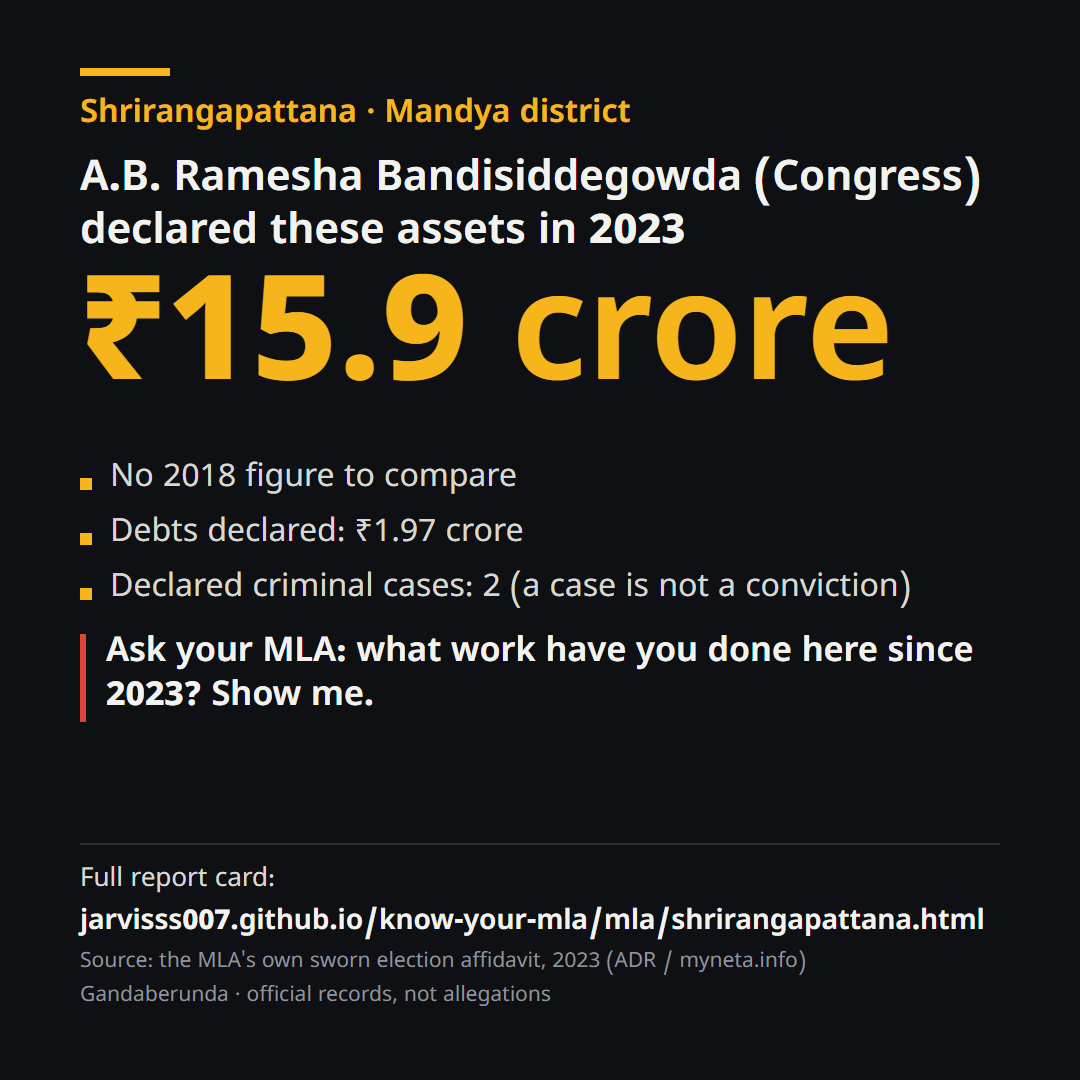 Shrirangapattana · Mandya district
A.B. Ramesha Bandisiddegowda (Congress)
declared these assets in 2023
₹15.9 crore
No 2018 figure to compare
Debts declared: ₹1.97 crore
Declared criminal cases: 2 (a case is not a conviction)
Ask your MLA: what work have you done here since
2023? Show me.
Full report card:
jarvisss007.github.io/know-your-mla/mla/shrirangapattana.html
Source: the MLA's own sworn election affidavit, 2023 (ADR / myneta.info)
Gandaberunda · official records, not allegations